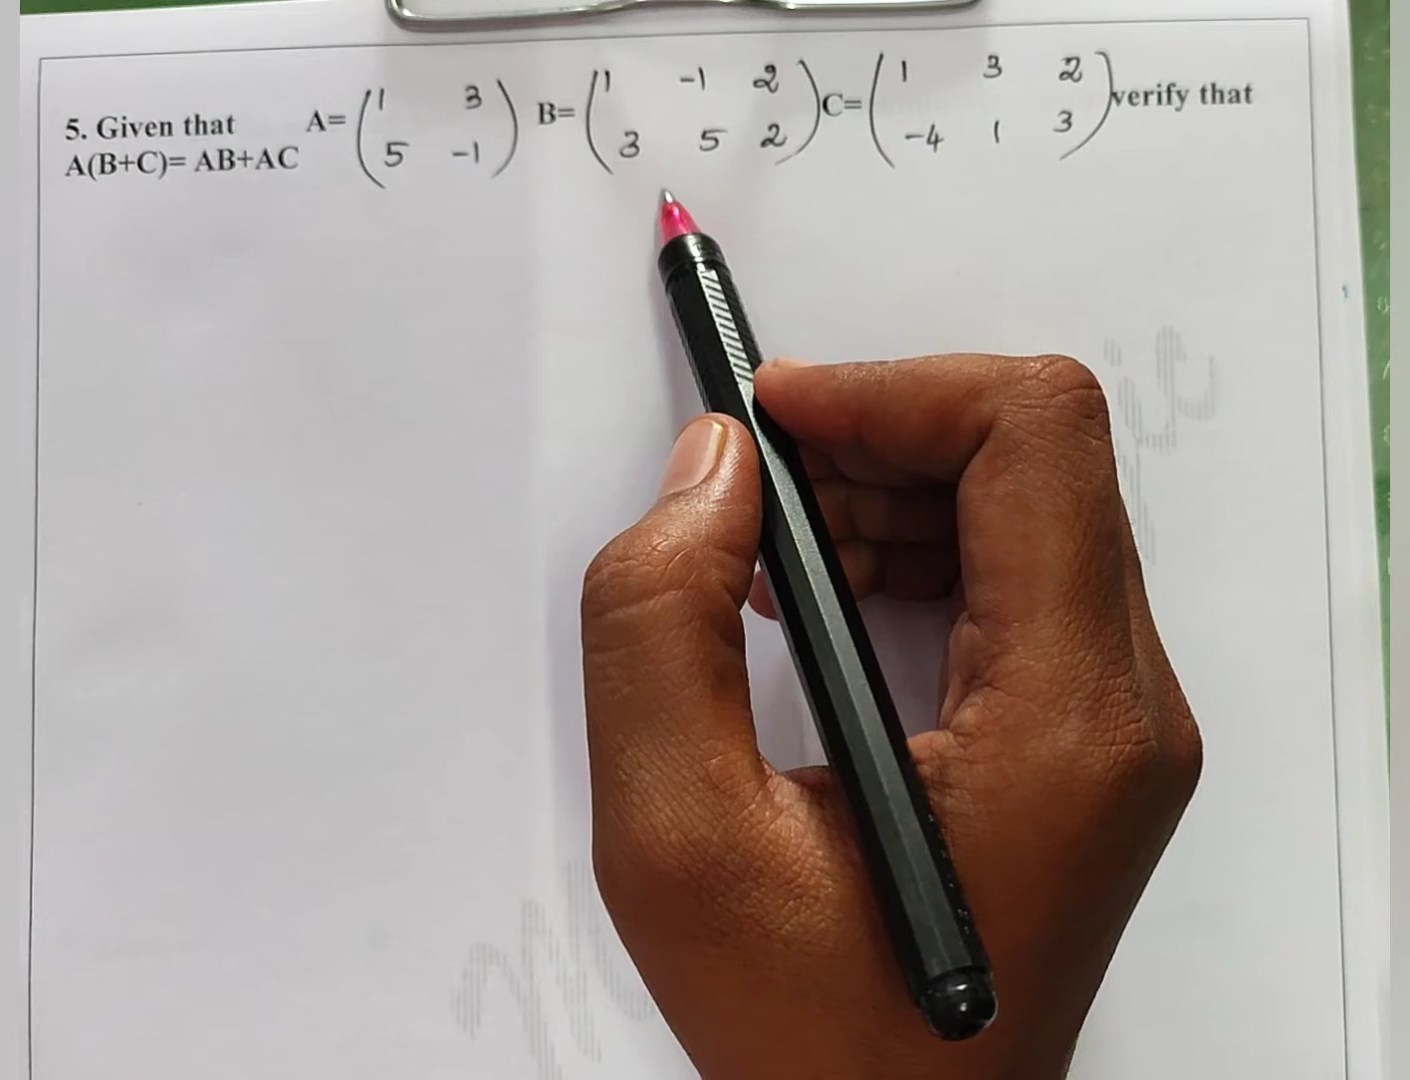 5. Given that A= ( 1 3 5 -1 ) B= ( 1 -1 2 3 5 2 ) C= ( 1 3 2 -4 1 3 ) verify that
A(B+C)= AB+AC